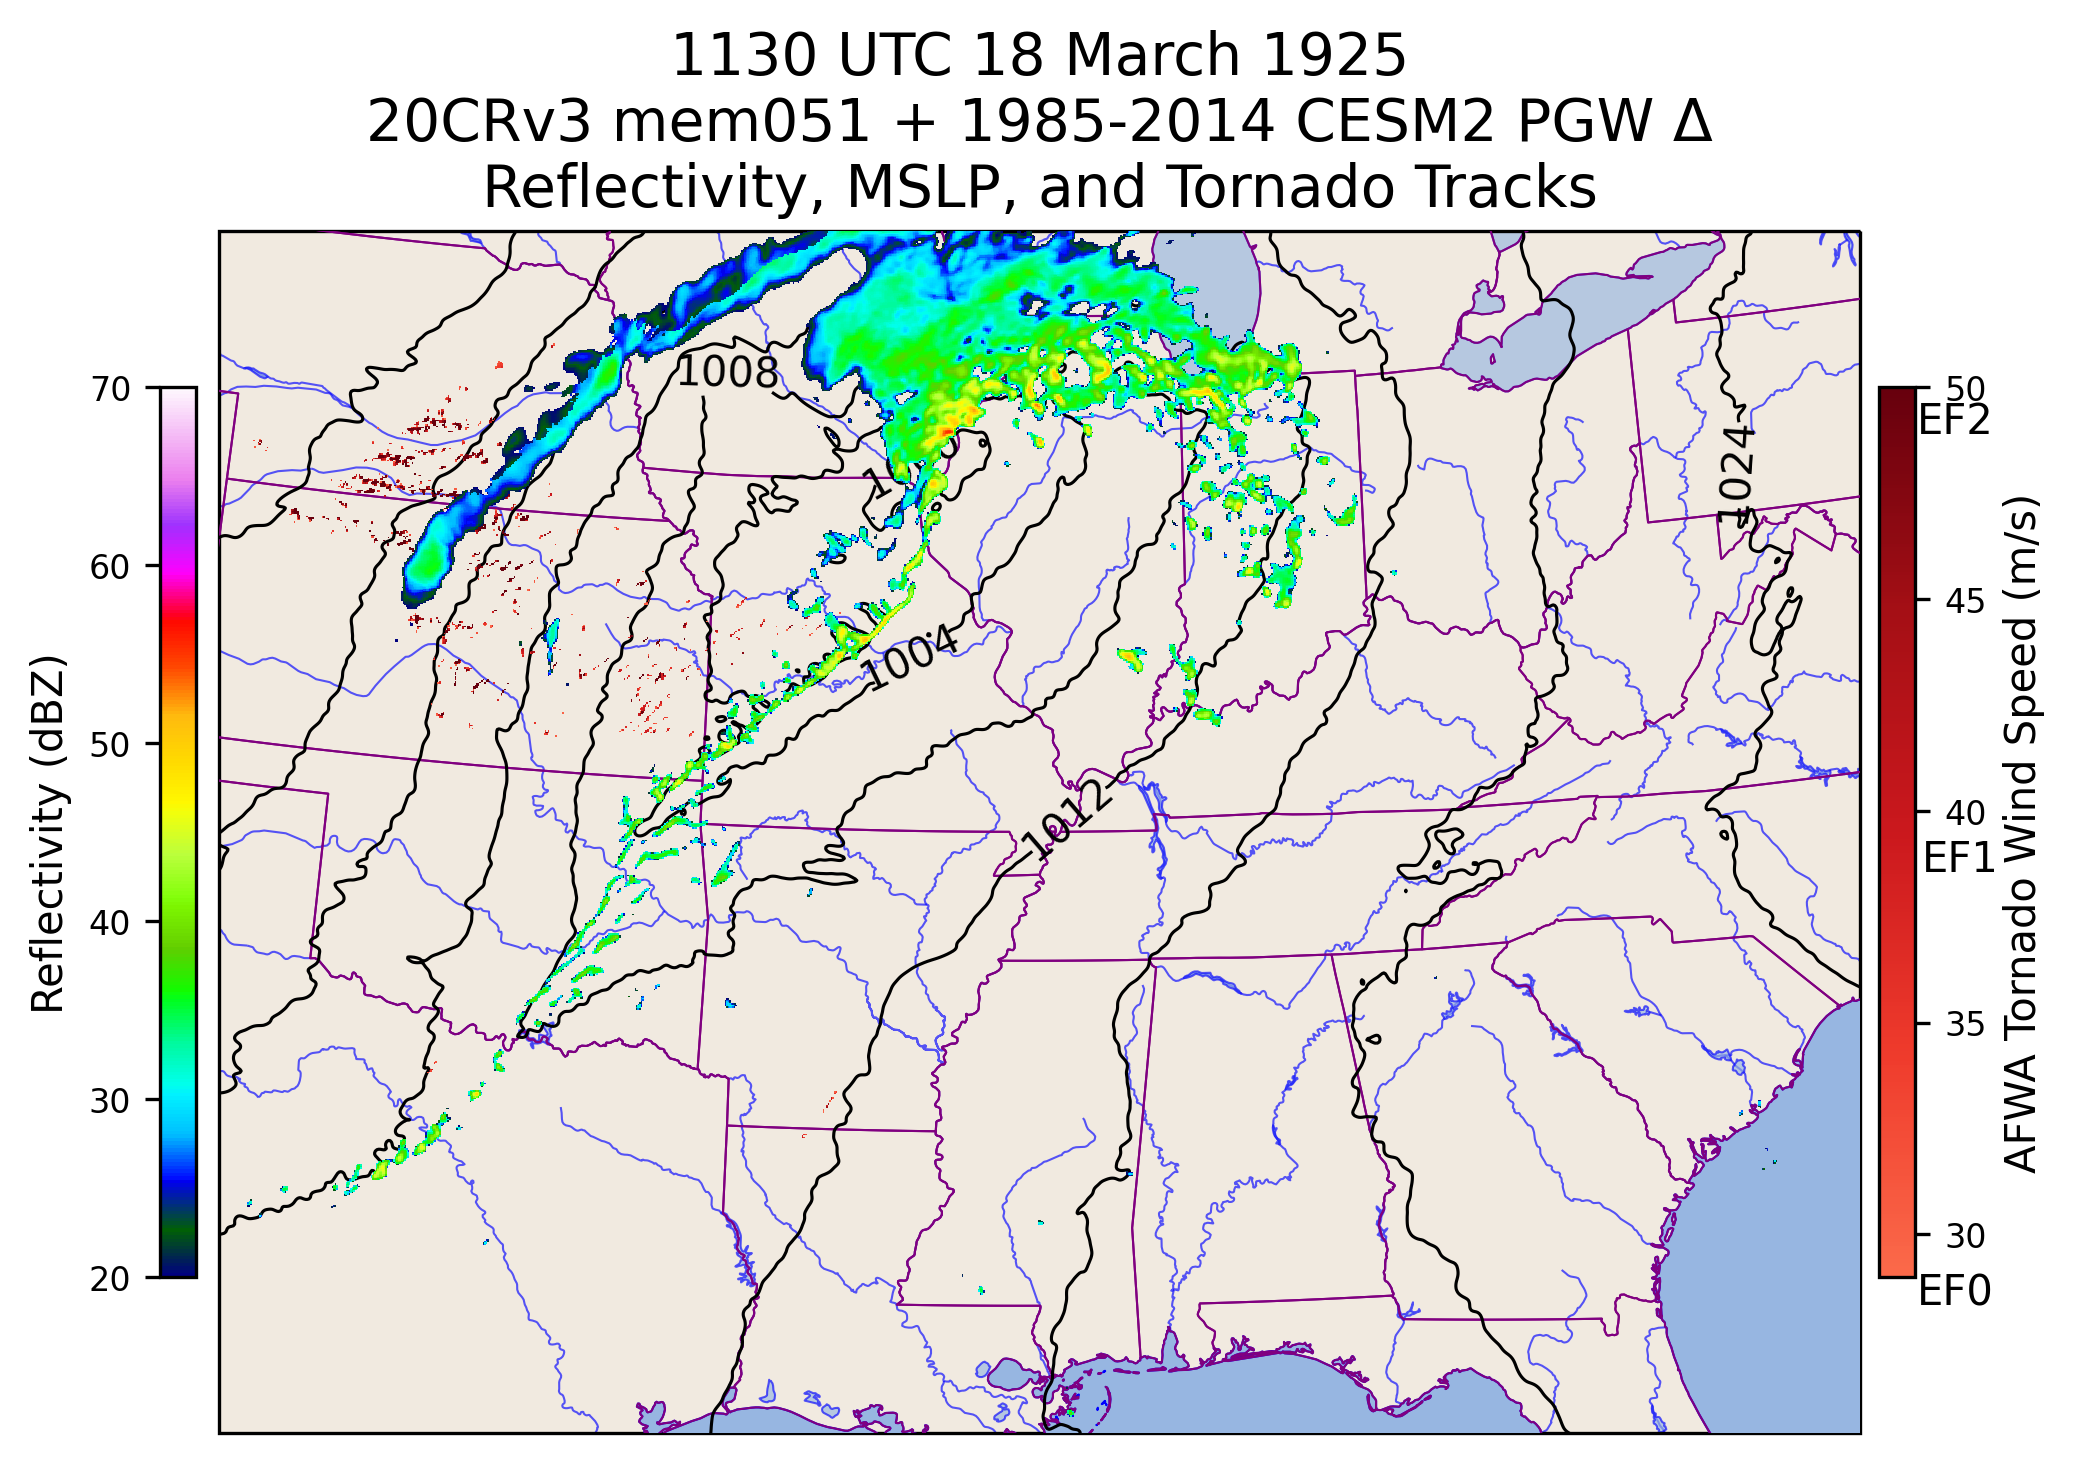 1130 UTC 18 March 1925
20CRv3 mem051 + 1985-2014 CESM2 PGW Δ
Reflectivity, MSLP, and Tornado Tracks
Reflectivity (dBZ)
70
60
50
40
30
20
1008
1004
1012
1024
50
EF2
45
40
EF1
35
30
EF0
AFWA Tornado Wind Speed (m/s)